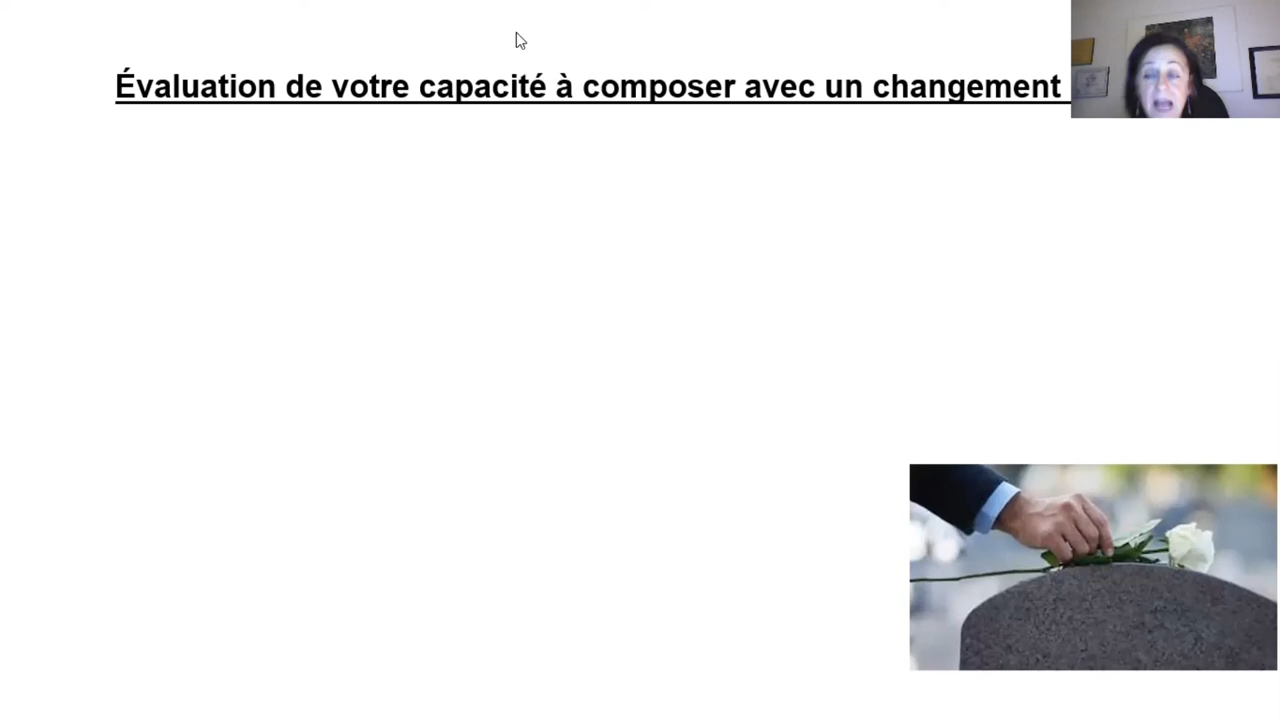 Évaluation de votre capacité à composer avec un changement